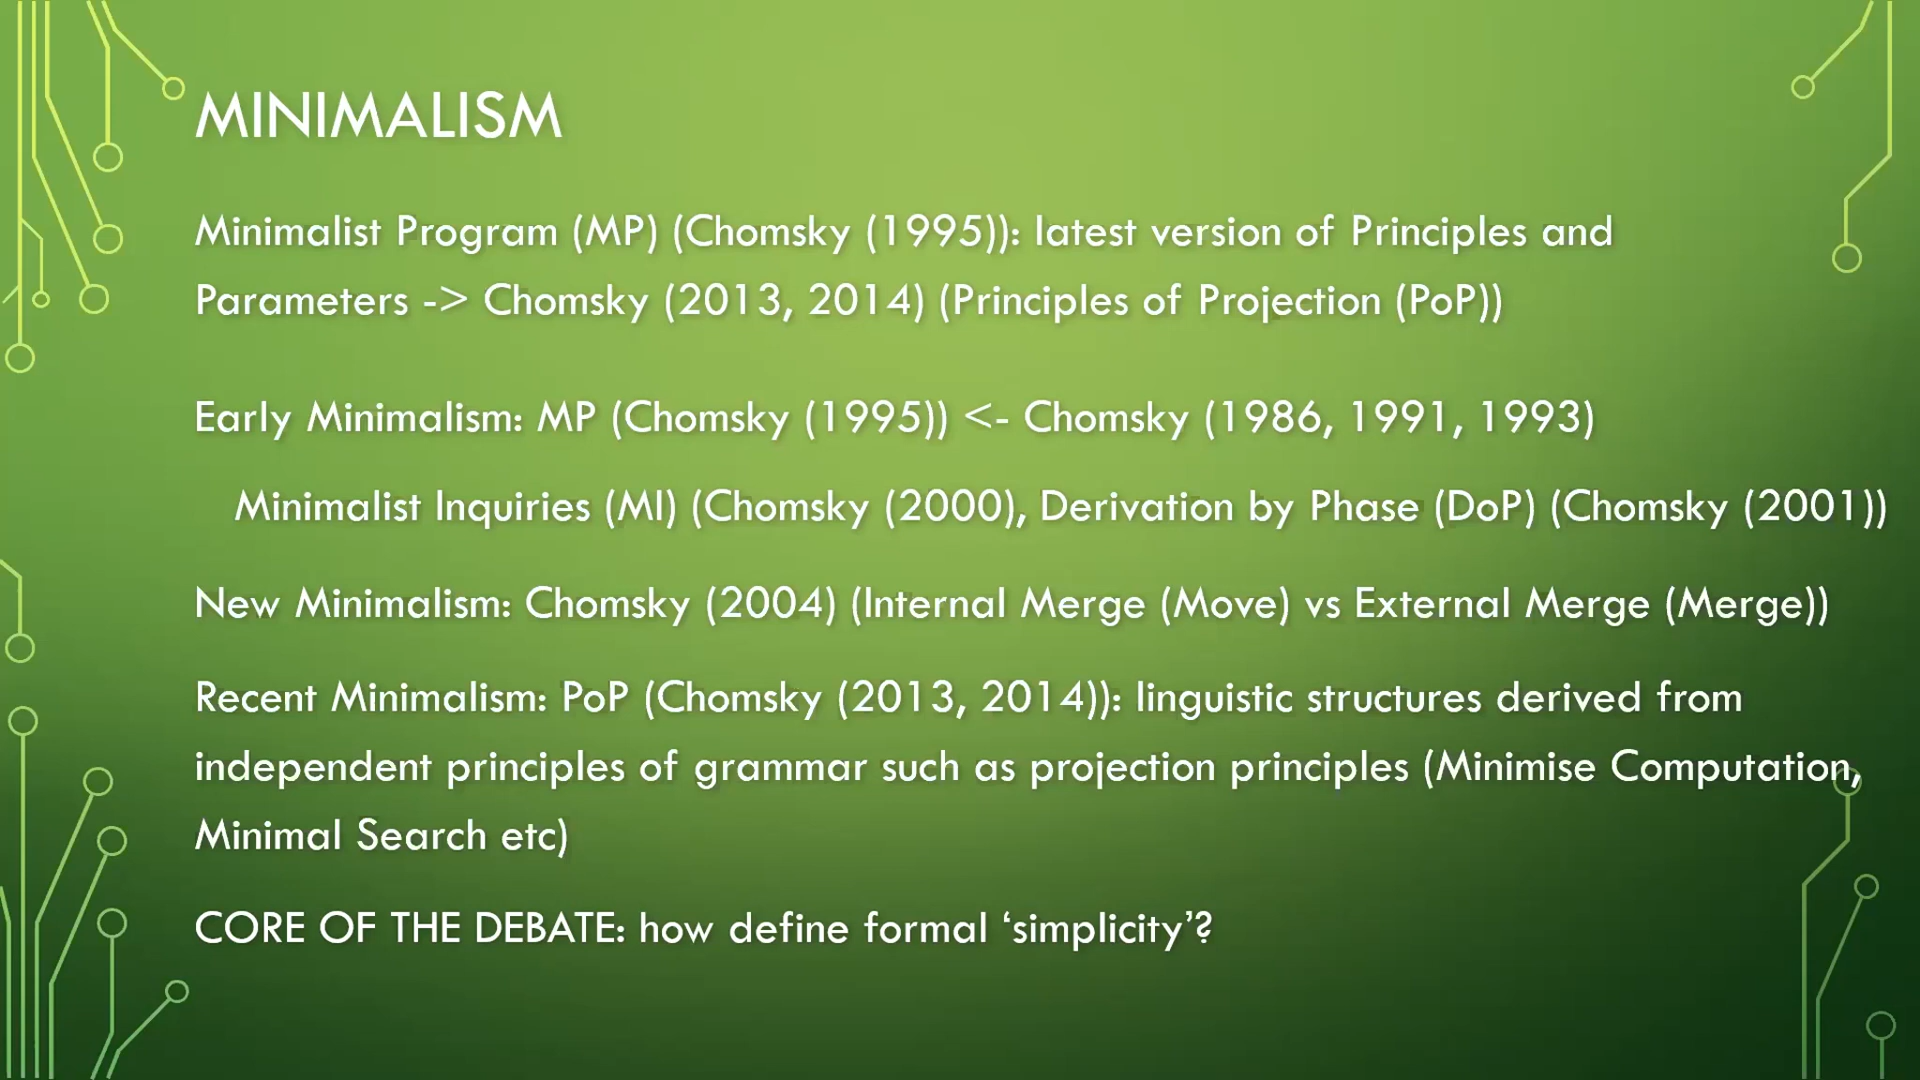 MINIMALISM
Minimalist Program (MP) (Chomsky (1995)): latest version of Principles and
Parameters -> Chomsky (2013, 2014) (Principles of Projection (PoP))
Early Minimalism: MP (Chomsky (1995)) <- Chomsky (1986, 1991, 1993)
Minimalist Inquiries (MI) (Chomsky (2000), Derivation by Phase (DoP) (Chomsky (2001))
New Minimalism: Chomsky (2004) (Internal Merge (Move) vs External Merge (Merge))
Recent Minimalism: PoP (Chomsky (2013, 2014)): linguistic structures derived from
independent principles of grammar such as projection principles (Minimise Computation,
Minimal Search etc)
CORE OF THE DEBATE: how define formal ‘simplicity’?